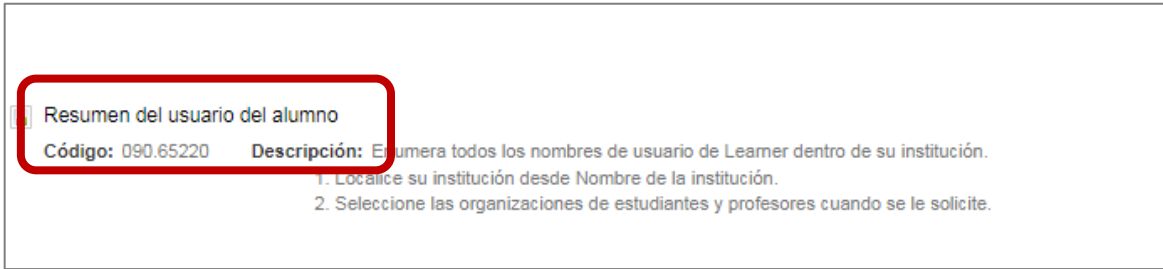 Resumen del usuario del alumno
Código: 090.65220 Descripción: Enumera todos los nombres de usuario de Learner dentro de su institución.
1. Localice su institución desde Nombre de la institución.
2. Seleccione las organizaciones de estudiantes y profesores cuando se le solicite.